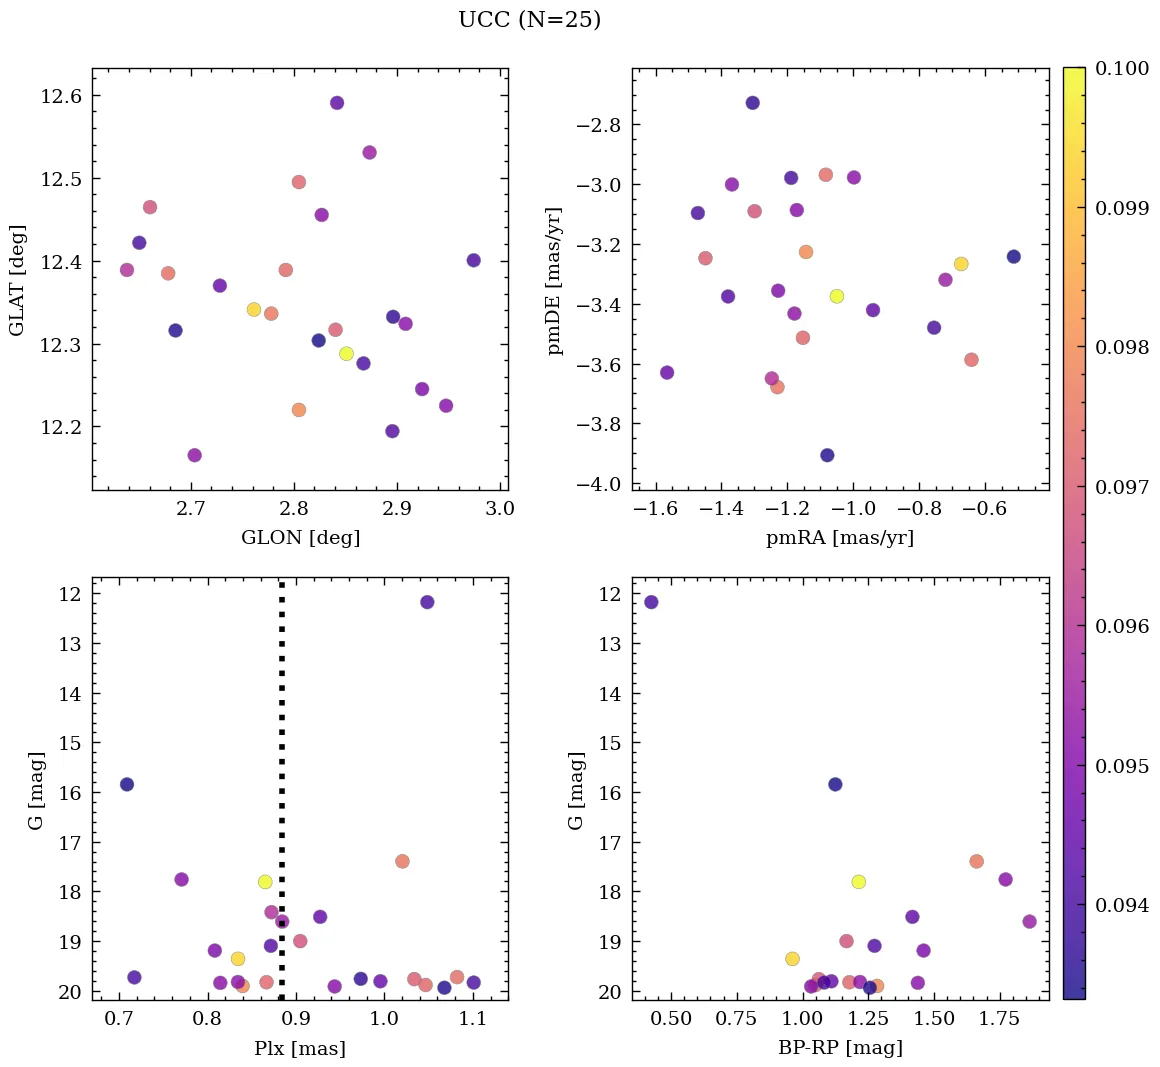 UCC (N=25)
12.6
12.5
12.4
12.3
12.2
GLAT [deg]
2.7 2.8 2.9 3.0
GLON [deg]
−2.8
−3.0
−3.2
−3.4
−3.6
−3.8
−4.0
pmDE [mas/yr]
−1.6 −1.4 −1.2 −1.0 −0.8 −0.6
pmRA [mas/yr]
12
13
14
15
16
17
18
19
20
G [mag]
0.7 0.8 0.9 1.0 1.1
Plx [mas]
12
13
14
15
16
17
18
19
20
G [mag]
0.50 0.75 1.00 1.25 1.50 1.75
BP-RP [mag]
0.100
0.099
0.098
0.097
0.096
0.095
0.094